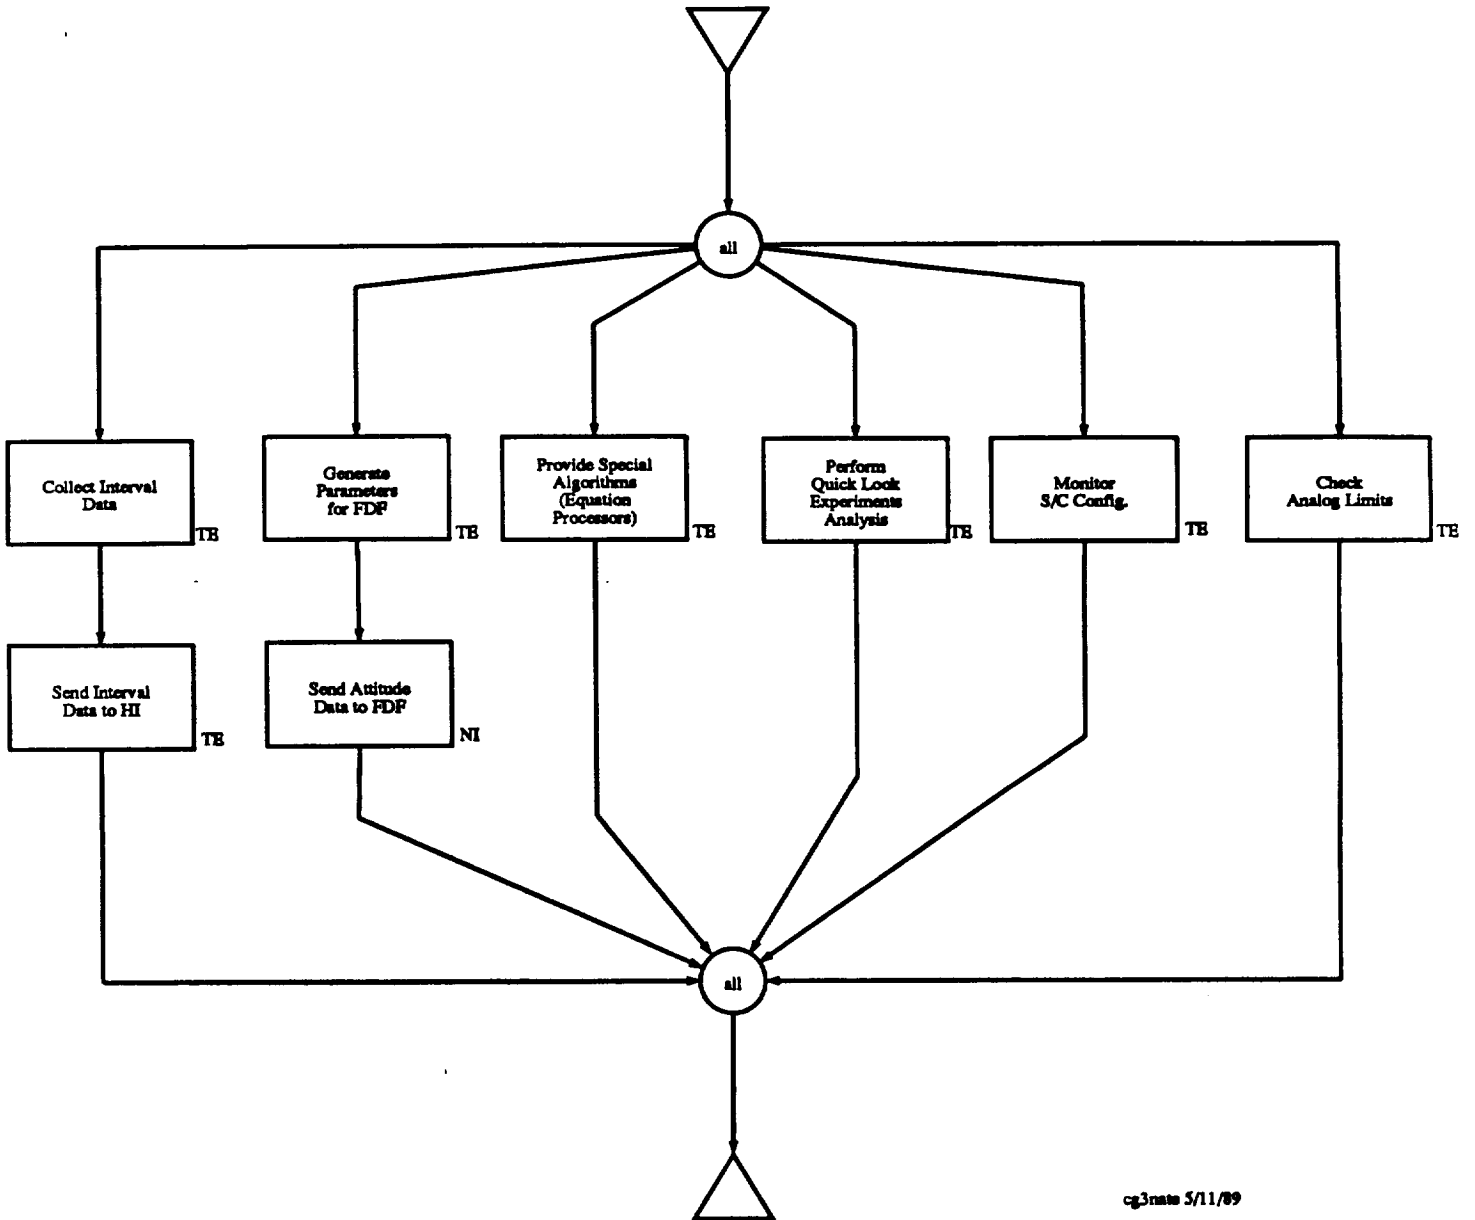 all
Collect Interval
Data
TE
Generate
Parameters
for FDF
TE
Provide Special
Algorithms
(Equation
Processors)
TE
Perform
Quick Look
Experiments
Analysis
TE
Monitor
S/C Config.
TE
Check
Analog Limits
TE
Send Interval
Data to HI
TE
Send Attitude
Data to FDF
NI
all
cg3nate 5/11/89